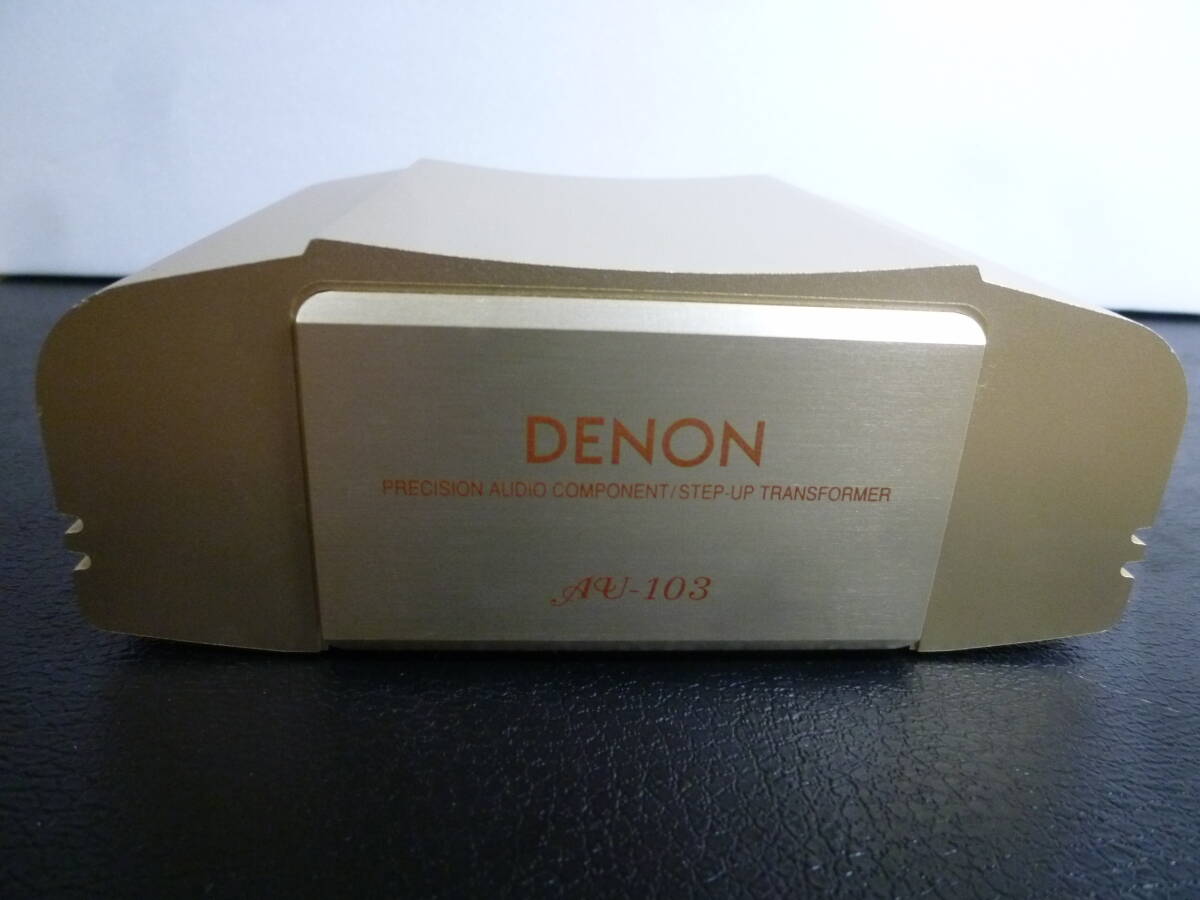 DENON
PRECISION AUDIO COMPONENT/STEP-UP TRANSFORMER
AU-103